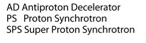 AD Antiproton Decelerator
PS Proton Synchrotron
SPS Super Proton Synchrotron